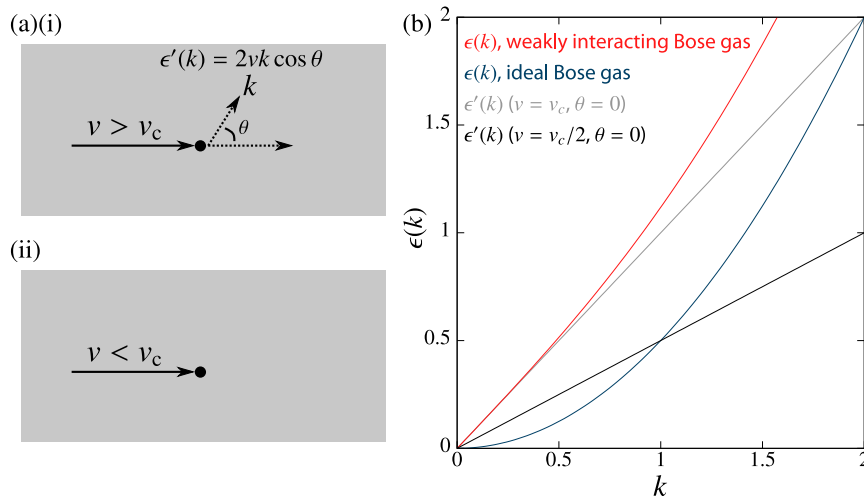 (a)(i)
ϵ′(k) = 2vk cos θ
k
v > v_c
θ
(ii)
v < v_c
(b)
ϵ(k), weakly interacting Bose gas
ϵ(k), ideal Bose gas
ϵ′(k) (v = v_c, θ = 0)
ϵ′(k) (v = v_c/2, θ = 0)
2
1.5
1
0.5
0
ϵ(k)
0
0.5
1
1.5
2
k